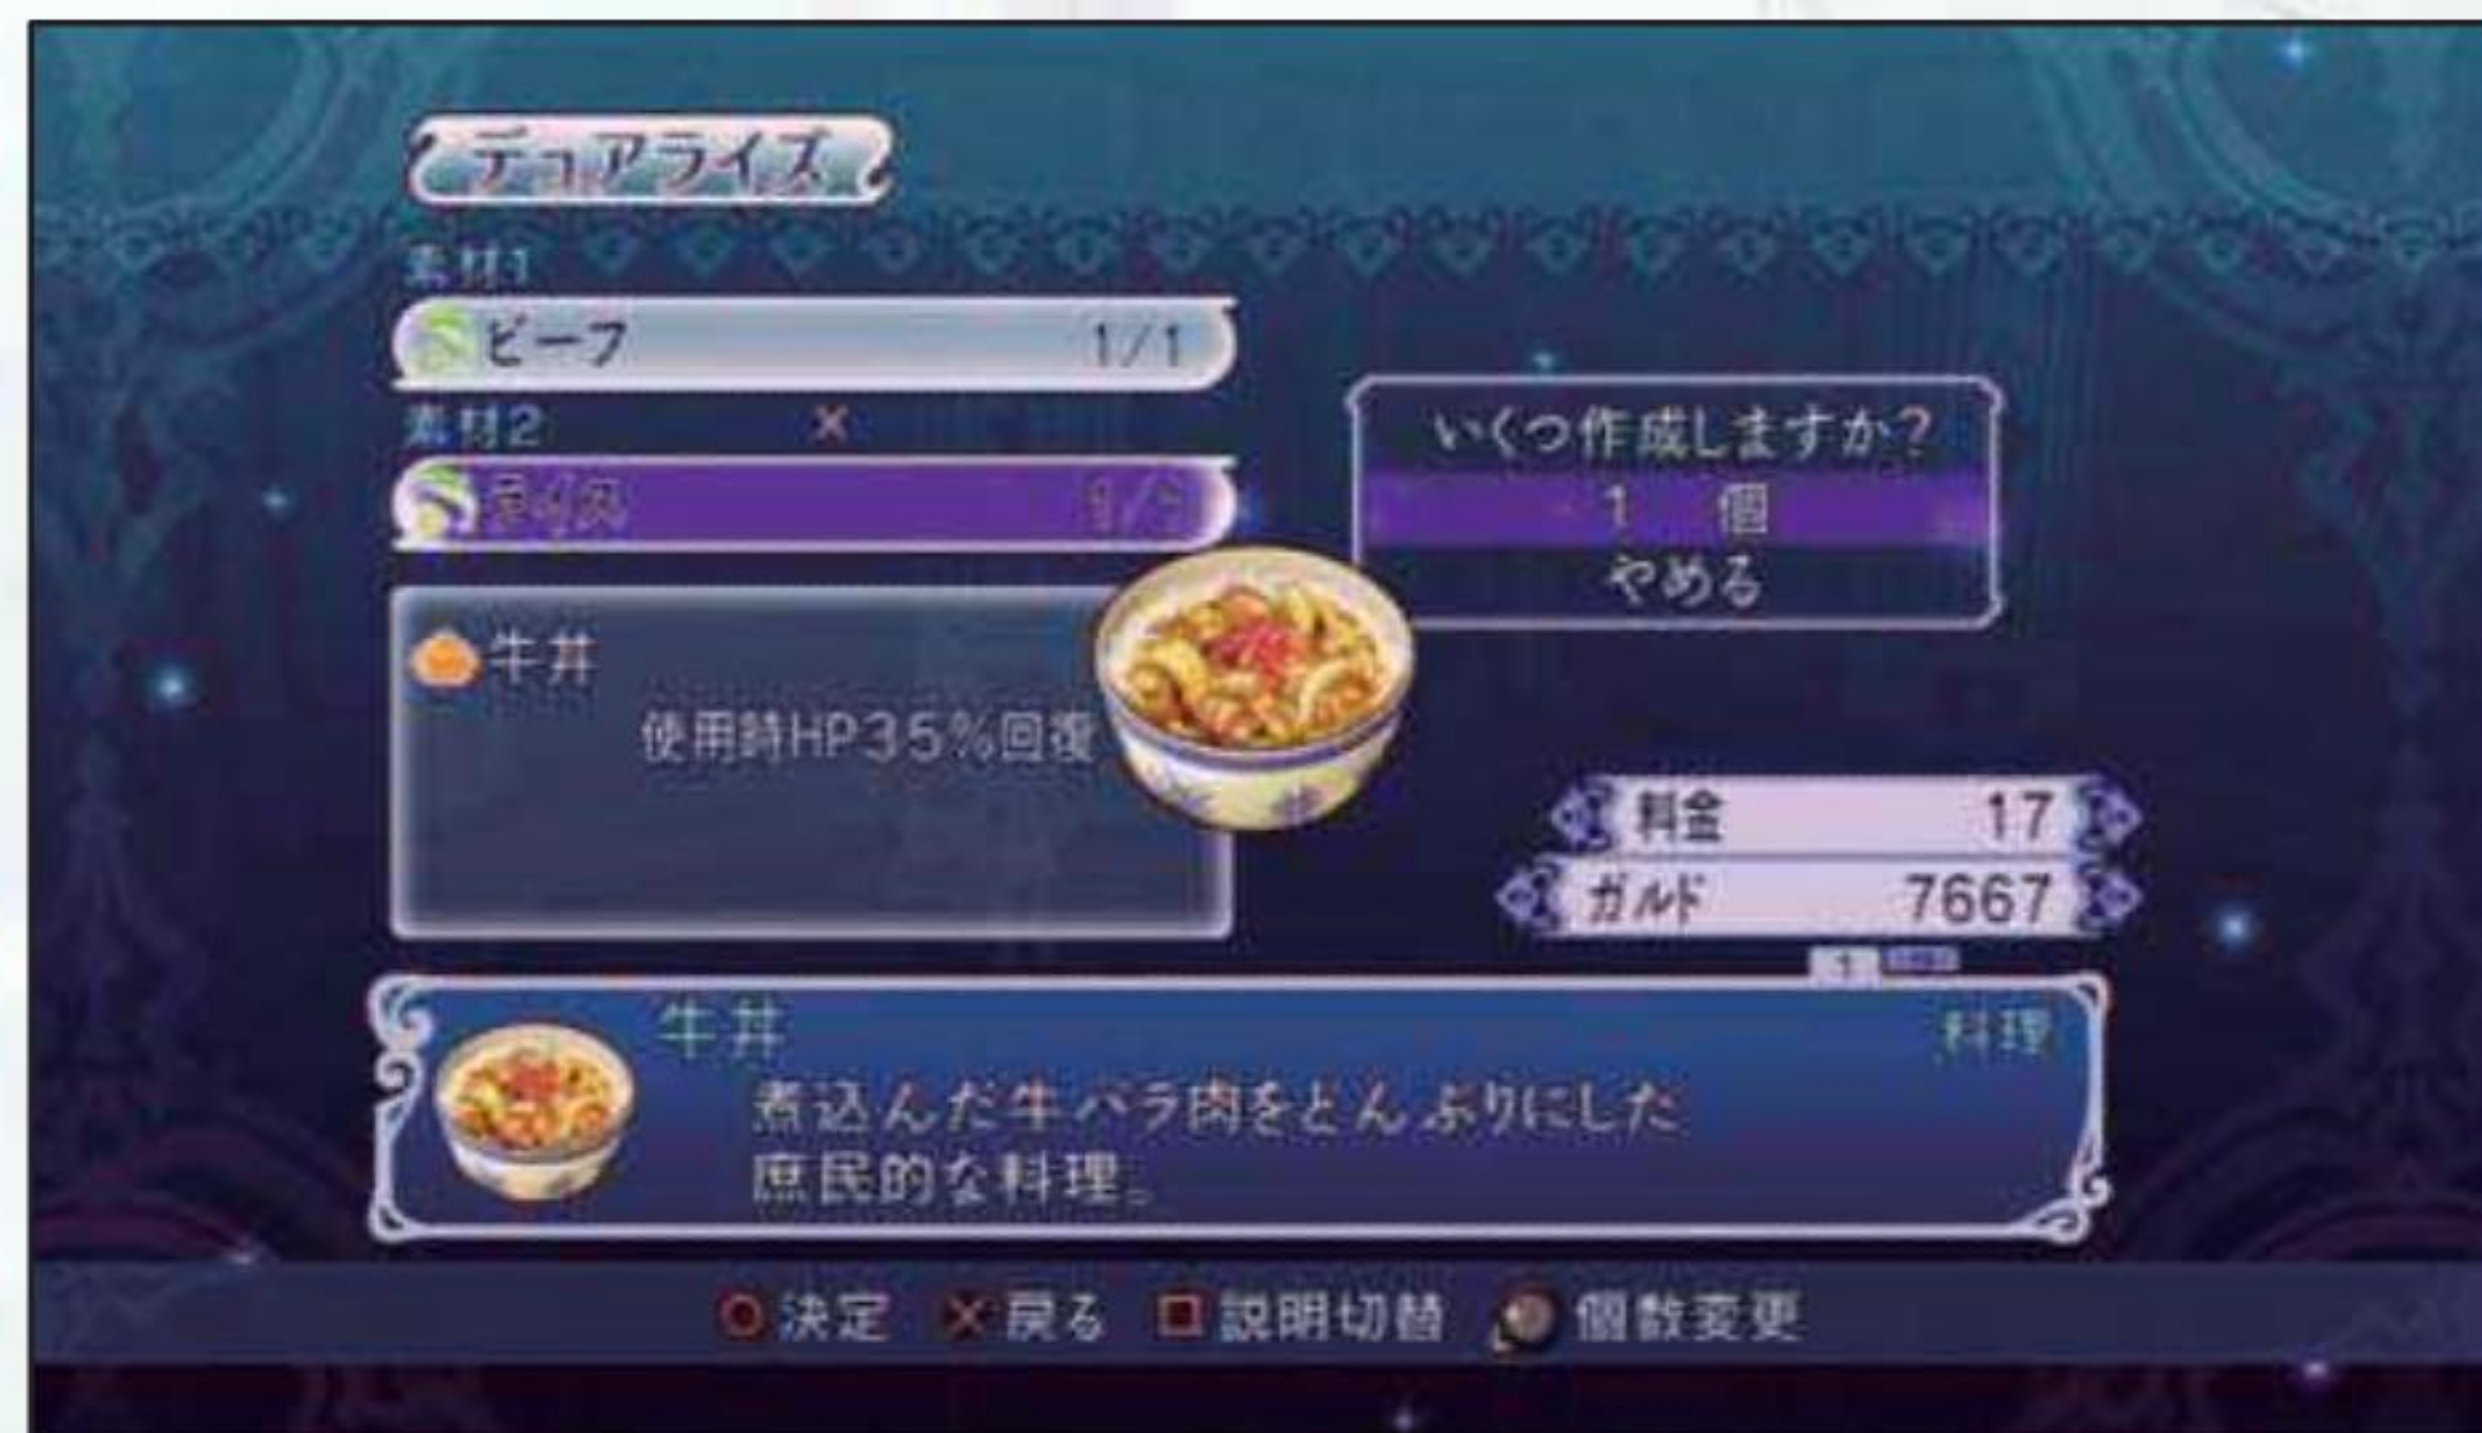 デュアライズ
素材1
ビーフ 1/1
素材2 ×
いくつ作成しますか?
1 個
やめる
牛丼
使用時HP35%回復
料金 17
ガルド 7667
1
牛丼 料理
煮込んだ牛バラ肉をどんぶりにした
庶民的な料理。
決定 戻る 説明切替 個数変更